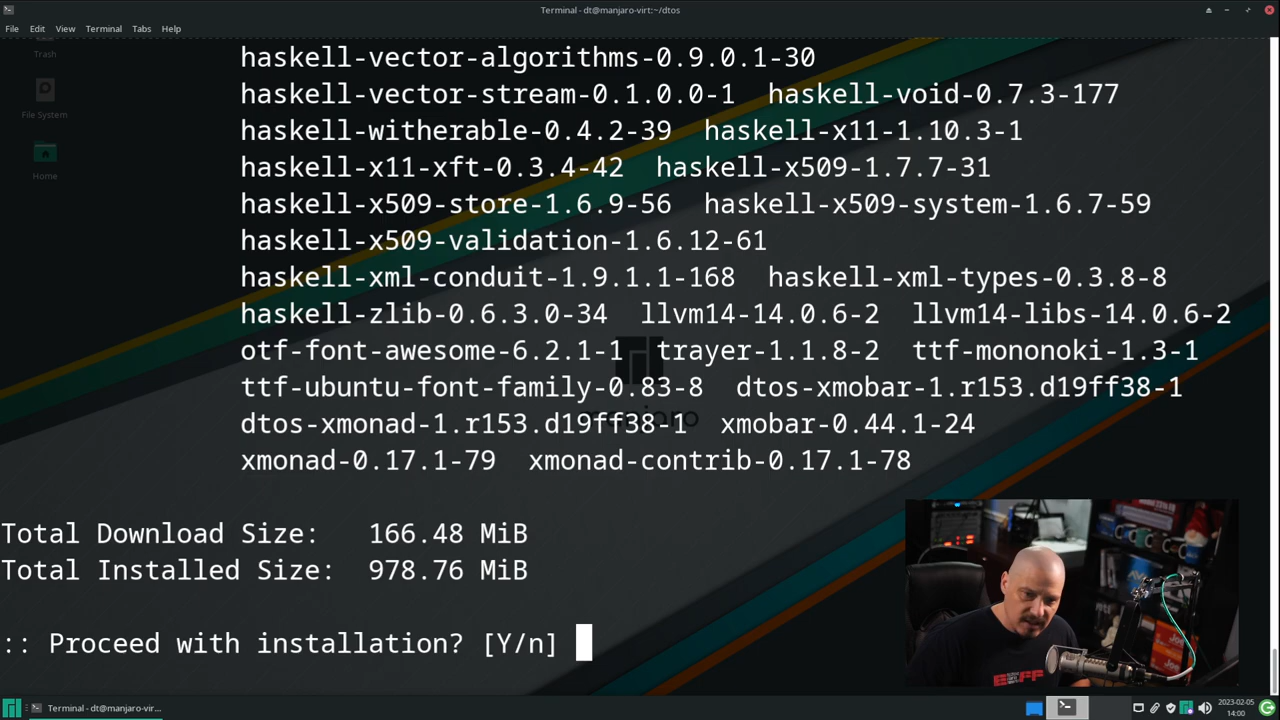 Terminal - dt@manjaro-virt:~/dtos
File Edit View Terminal Tabs Help
Trash
File System
Home
haskell-vector-algorithms-0.9.0.1-30
haskell-vector-stream-0.1.0.0-1 haskell-void-0.7.3-177
haskell-witherable-0.4.2-39 haskell-x11-1.10.3-1
haskell-x11-xft-0.3.4-42 haskell-x509-1.7.7-31
haskell-x509-store-1.6.9-56 haskell-x509-system-1.6.7-59
haskell-x509-validation-1.6.12-61
haskell-xml-conduit-1.9.1.1-168 haskell-xml-types-0.3.8-8
haskell-zlib-0.6.3.0-34 llvm14-14.0.6-2 llvm14-libs-14.0.6-2
otf-font-awesome-6.2.1-1 trayer-1.1.8-2 ttf-mononoki-1.3-1
ttf-ubuntu-font-family-0.83-8 dtos-xmobar-1.r153.d19ff38-1
dtos-xmonad-1.r153.d19ff38-1 xmobar-0.44.1-24
xmonad-0.17.1-79 xmonad-contrib-0.17.1-78
Total Download Size: 166.48 MiB
Total Installed Size: 978.76 MiB
:: Proceed with installation? [Y/n]
Terminal - dt@manjaro-vir...
2023-02-05
14:00